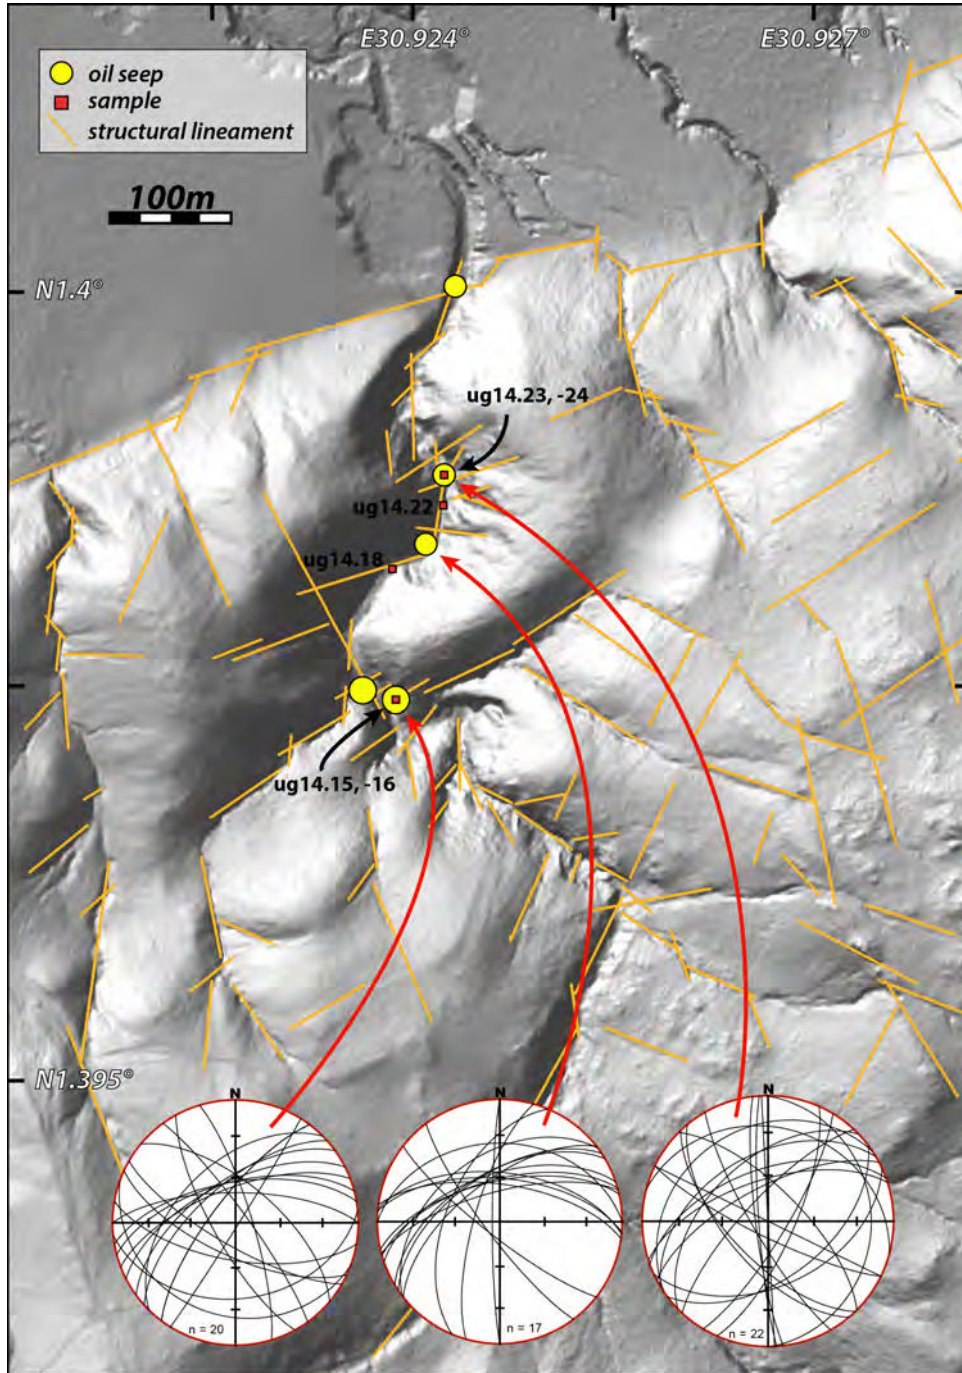 E30.924°
E30.927°
oil seep
sample
structural lineament
100m
N1.4°
ug14.23, -24
ug14.22
ug14.18
ug14.15, -16
N1.395°
N
N
N
n = 20
n = 17
n = 22